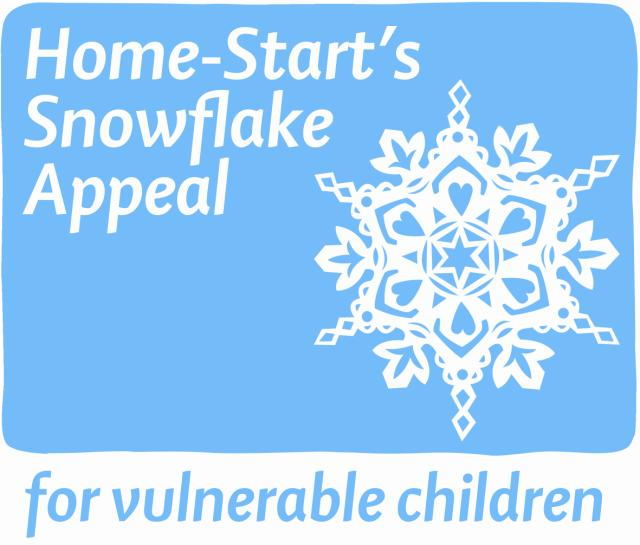 Home-Start’s
Snowflake
Appeal
for vulnerable children